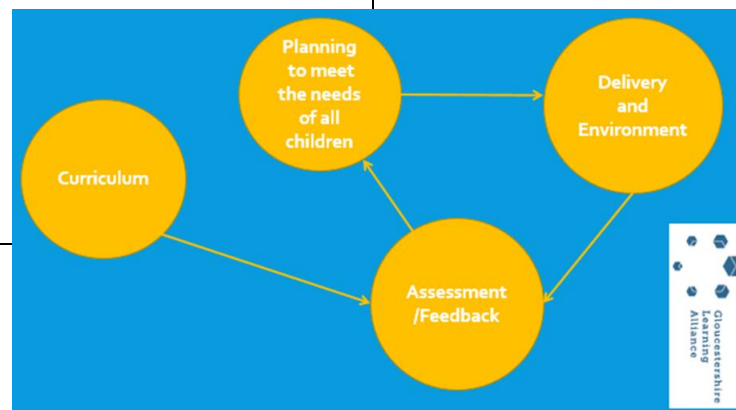 Planning
to meet
the needs
of all
children
Delivery
and
Environment
Curriculum
Assessment
/Feedback
Gloucestershire
Learning
Alliance